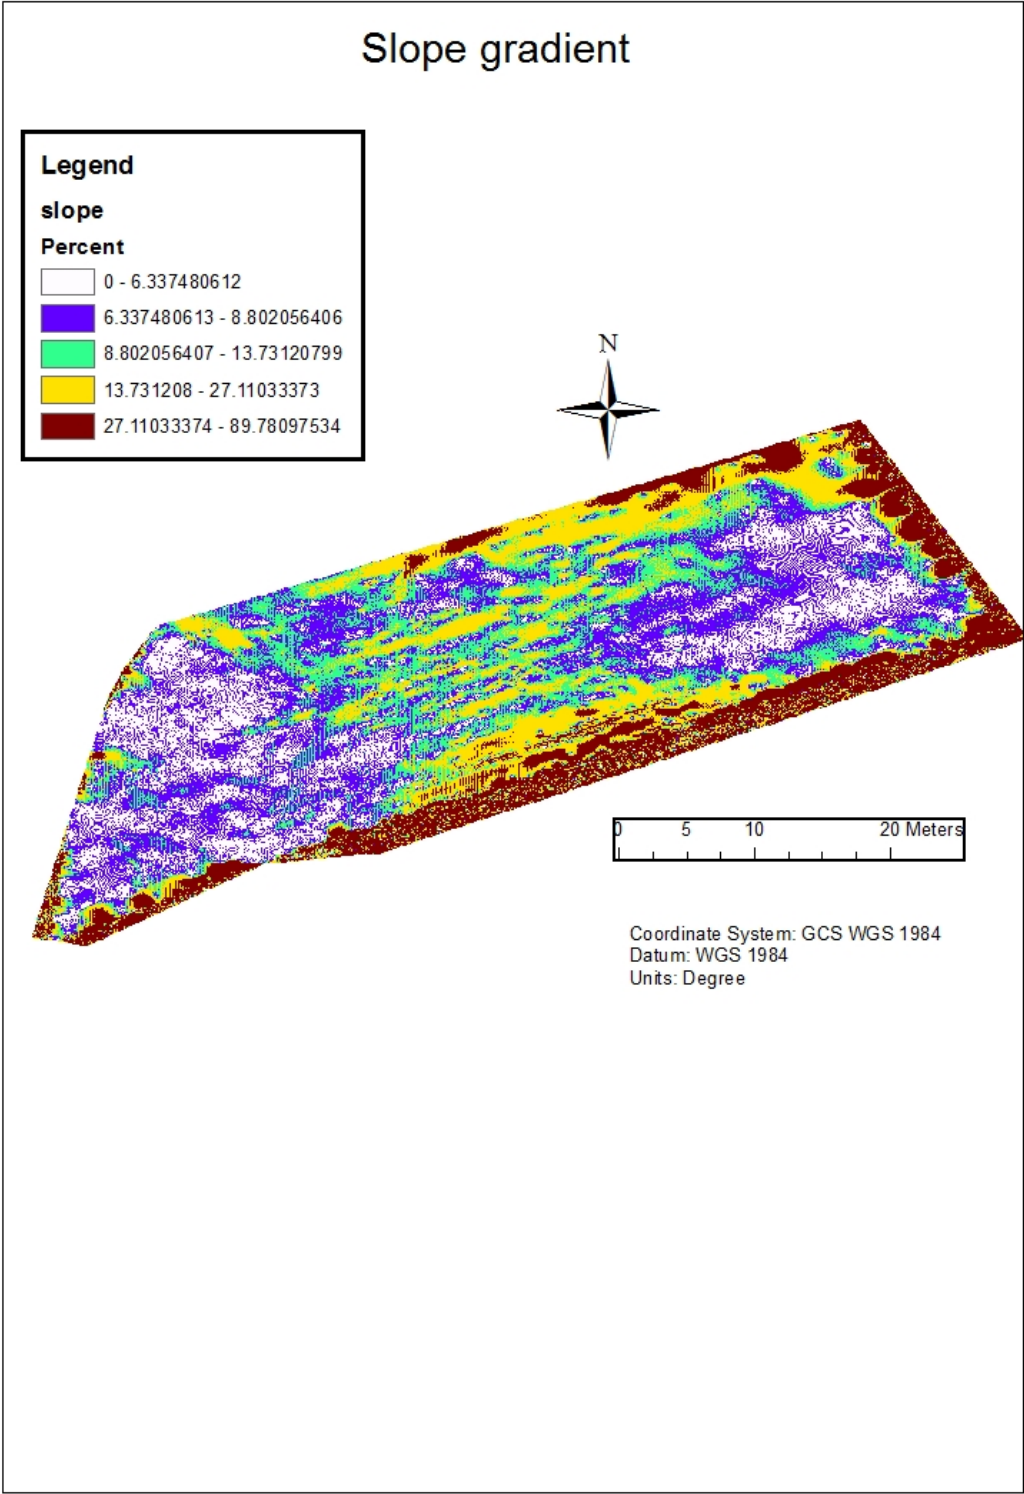 Slope gradient
Legend
slope
Percent
0 - 6.337480612
6.337480613 - 8.802056406
8.802056407 - 13.73120799
13.731208 - 27.11033373
27.11033374 - 89.78097534
N
0 5 10 20 Meters
Coordinate System: GCS WGS 1984
Datum: WGS 1984
Units: Degree